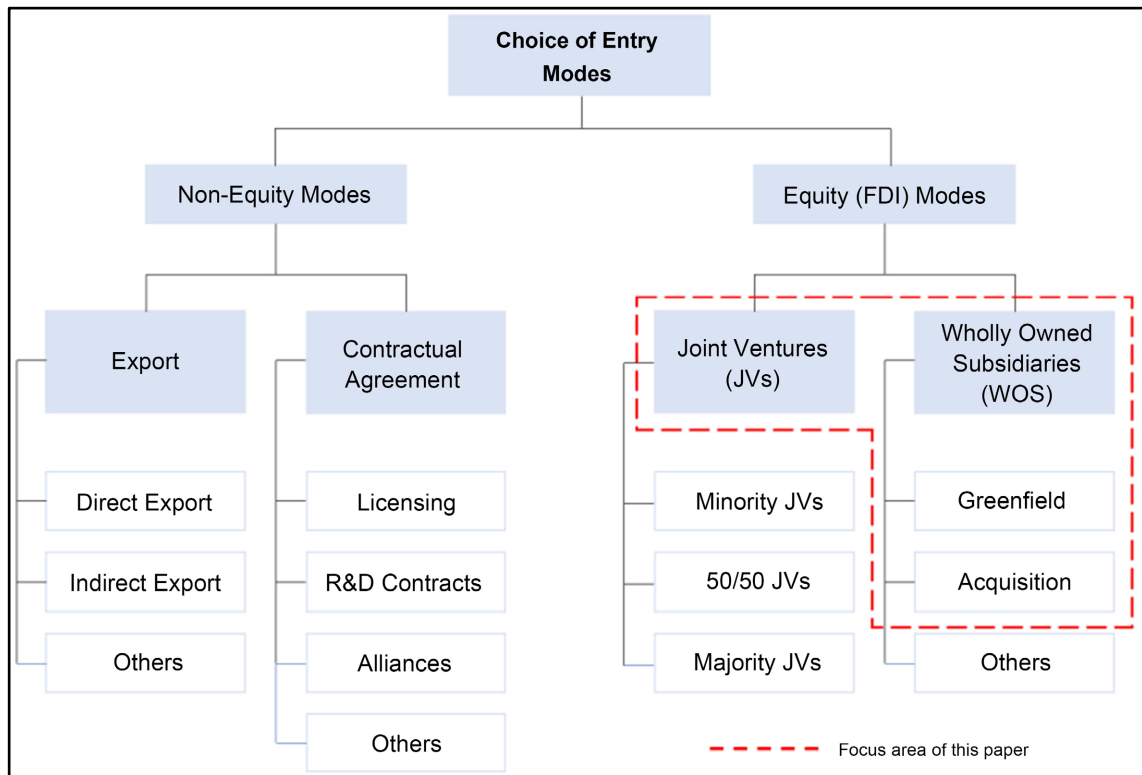 Choice of Entry
Modes
Non-Equity Modes
Equity (FDI) Modes
Export
Contractual
Agreement
Joint Ventures
(JVs)
Wholly Owned
Subsidiaries
(WOS)
Direct Export
Licensing
Minority JVs
Greenfield
Indirect Export
R&D Contracts
50/50 JVs
Acquisition
Others
Alliances
Majority JVs
Others
Others
Focus area of this paper